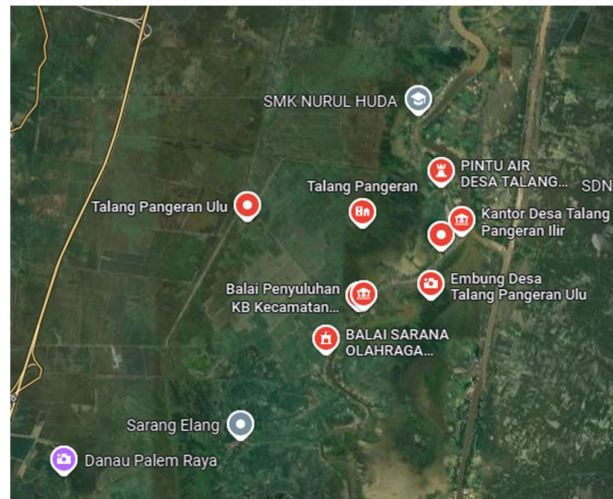 SMK NURUL HUDA
PINTU AIR
DESA TALANG...
SDN
Talang Pangeran
Talang Pangeran Ulu
Kantor Desa Talang
Pangeran Ilir
Balai Penyuluhan
KB Kecamatan...
Embung Desa
Talang Pangeran Ulu
BALAI SARANA
OLAHRAGA...
Sarang Elang
Danau Palem Raya